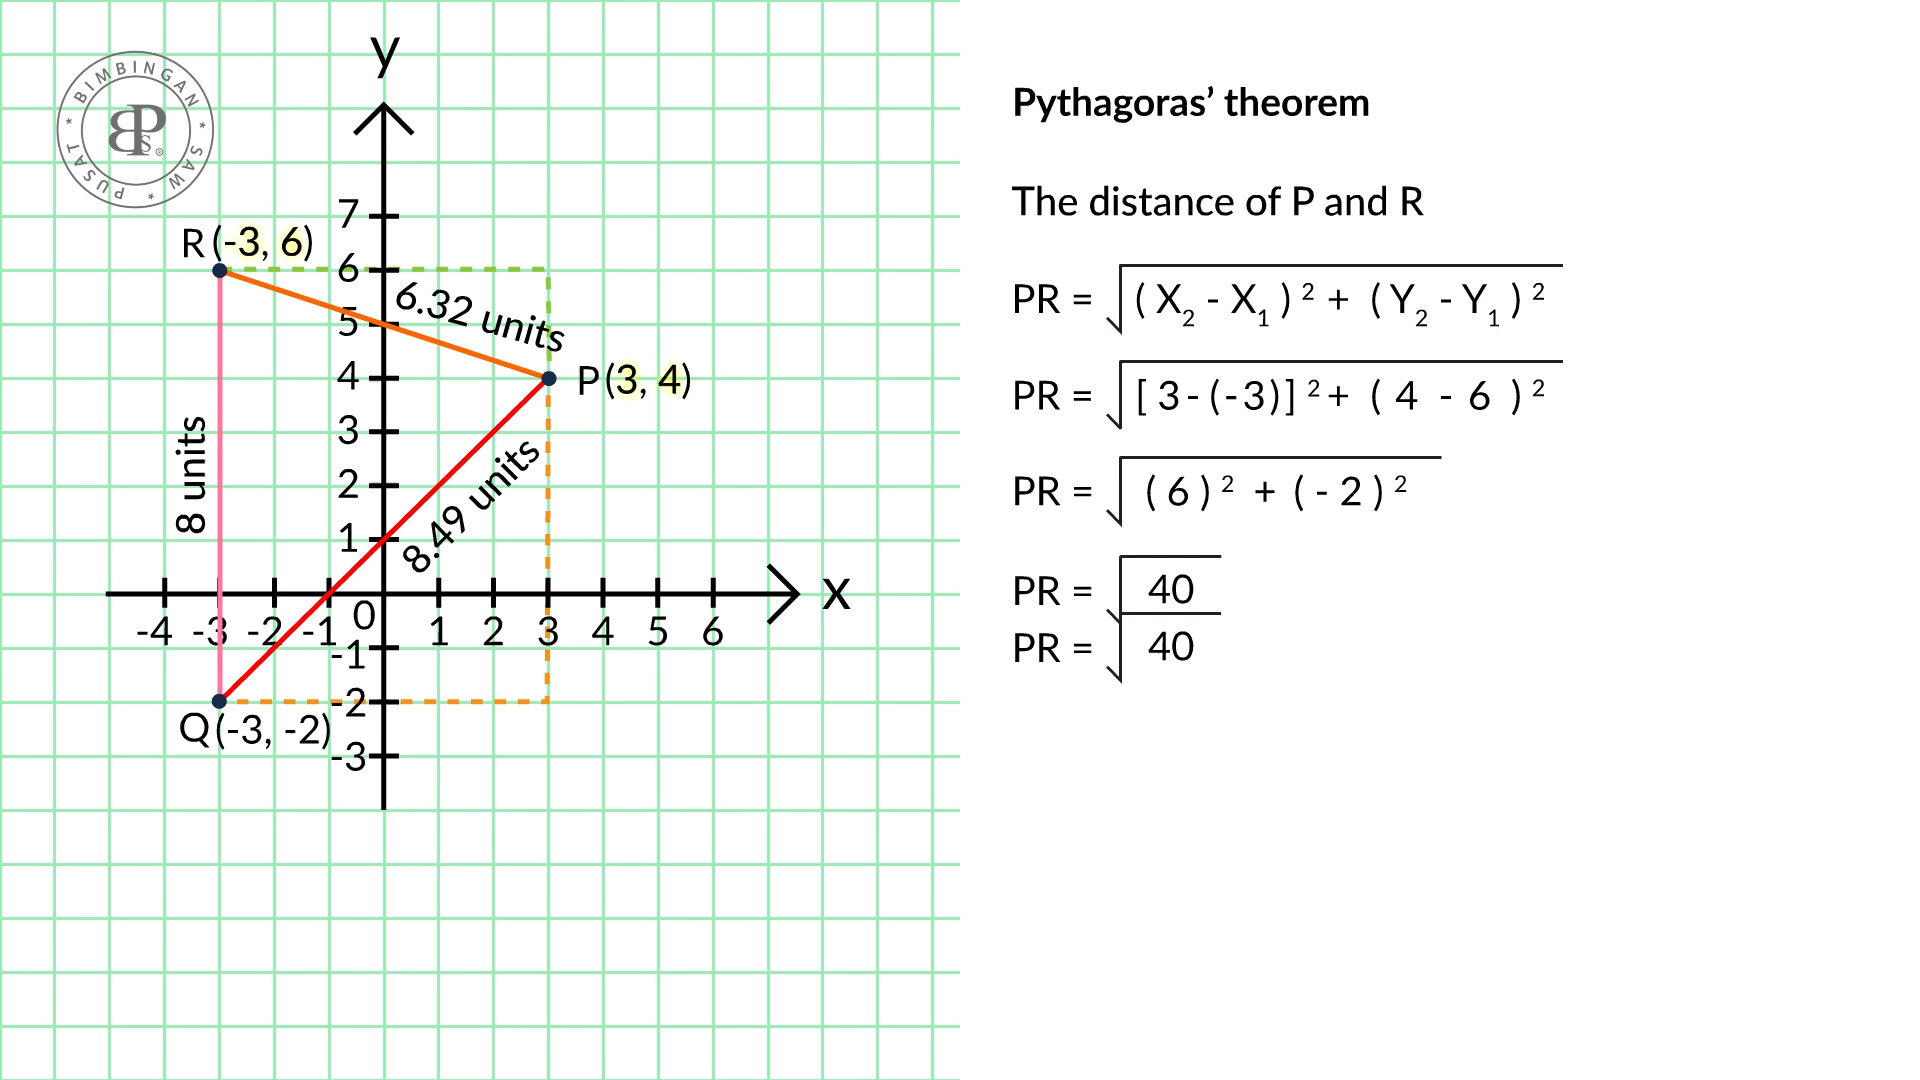 BIMBINGAN * SAW * PUSAT *
BPS®
y
7
R(-3, 6)
6
6.32 units
5
4
P(3, 4)
3
8 units
2
8.49 units
1
x
0
-4 -3 -2 -1 1 2 3 4 5 6
-1
-2
Q(-3, -2)
-3
Pythagoras’ theorem
The distance of P and R
PR = √(X₂ - X₁)² + (Y₂ - Y₁)²
PR = √[3-(-3)]² + (4 - 6)²
PR = √(6)² + (-2)²
PR = √40
PR = √40